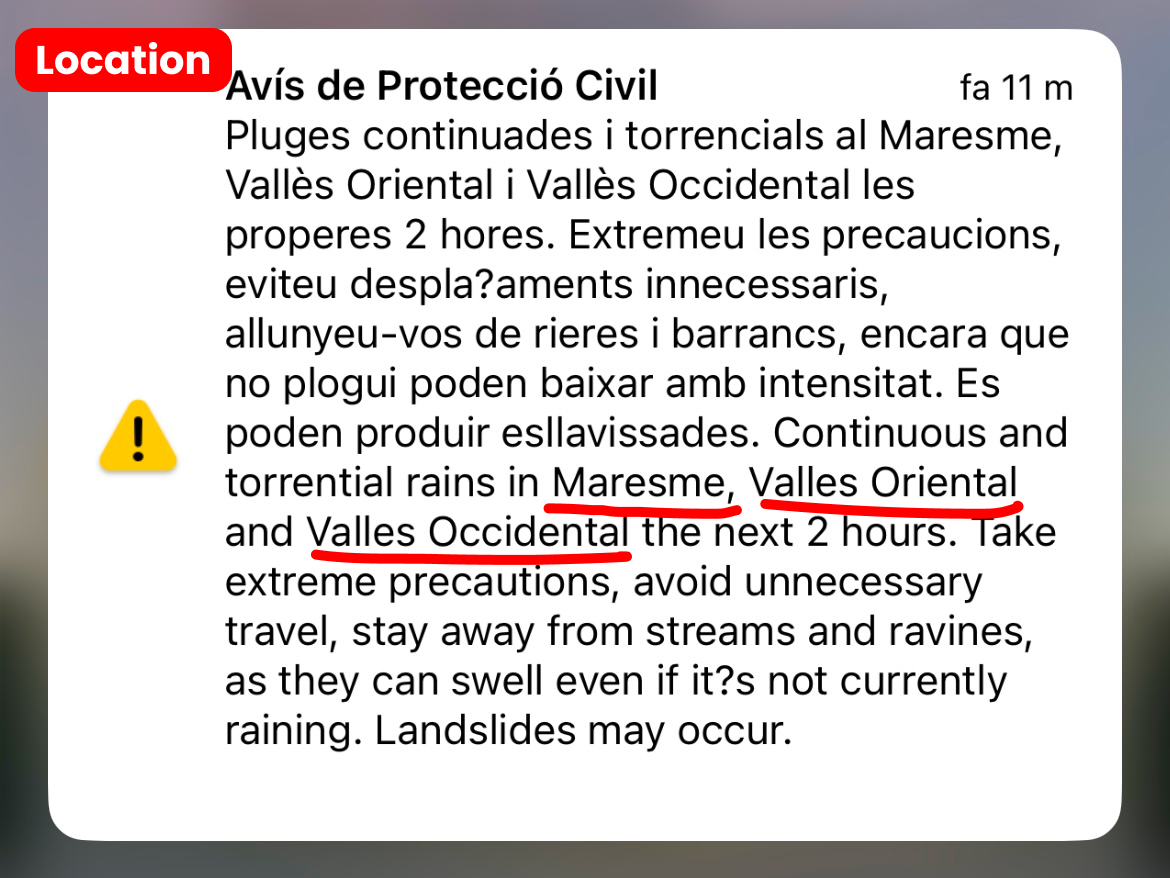 Location
Avís de Protecció Civil
fa 11 m
Pluges continuades i torrencials al Maresme,
Vallès Oriental i Vallès Occidental les
properes 2 hores. Extremeu les precaucions,
eviteu despla?aments innecessaris,
allunyeu-vos de rieres i barrancs, encara que
no plogui poden baixar amb intensitat. Es
poden produir esllavissades. Continuous and
torrential rains in Maresme, Valles Oriental
and Valles Occidental the next 2 hours. Take
extreme precautions, avoid unnecessary
travel, stay away from streams and ravines,
as they can swell even if it?s not currently
raining. Landslides may occur.